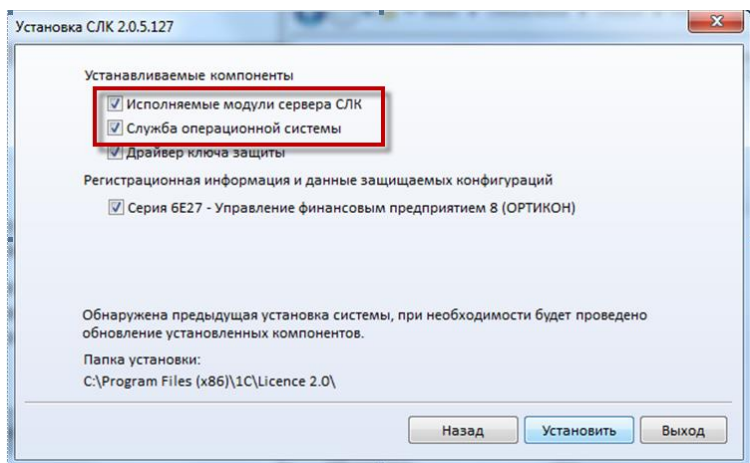 Установка СЛК 2.0.5.127
Устанавливаемые компоненты
Исполняемые модули сервера СЛК
Служба операционной системы
Драйвер ключа защиты
Регистрационная информация и данные защищаемых конфигураций
Серия 6E27 - Управление финансовым предприятием 8 (ОРТИКОН)
Обнаружена предыдущая установка системы, при необходимости будет проведено
обновление установленных компонентов.
Папка установки:
C:\Program Files (x86)\1C\Licence 2.0\
Назад Установить Выход